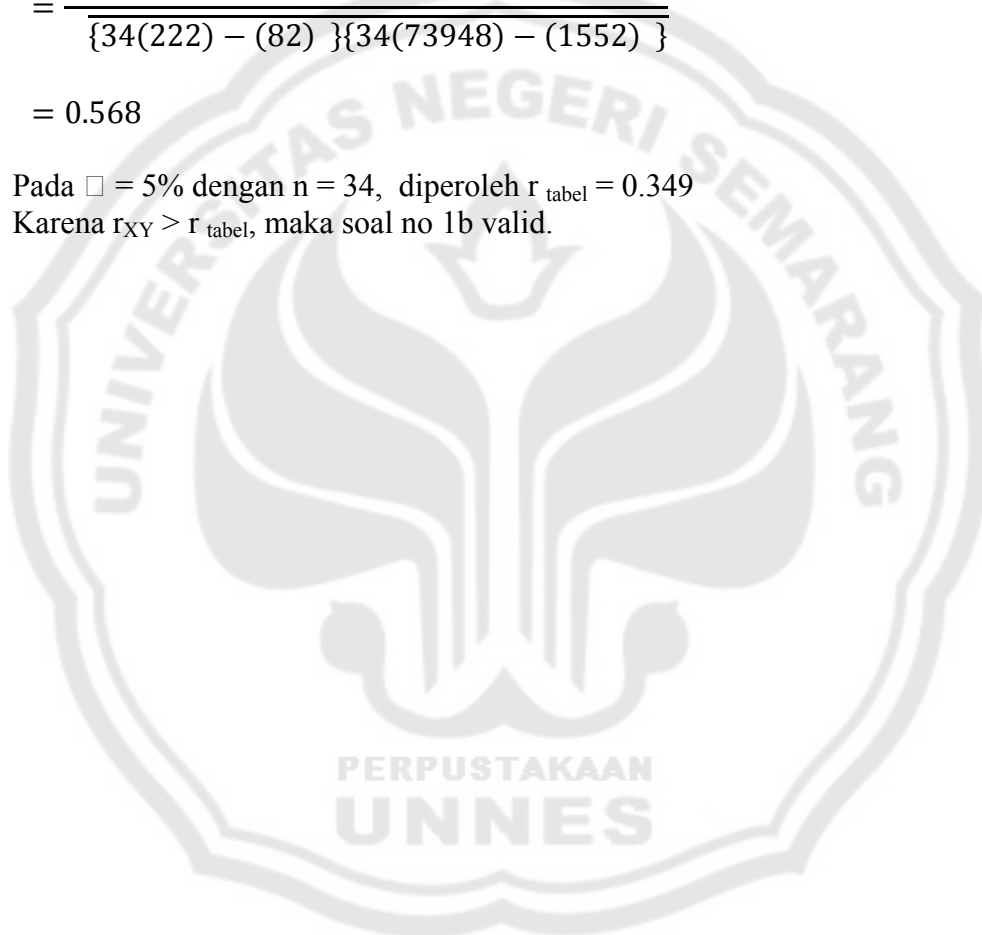 =
{34(222) − (82) }{34(73948) − (1552) }
= 0.568
Pada □ = 5% dengan n = 34, diperoleh r tabel = 0.349
Karena rXY > r tabel, maka soal no 1b valid.
UNIVERSITAS NEGERI SEMARANG
PERPUSTAKAAN
UNNES